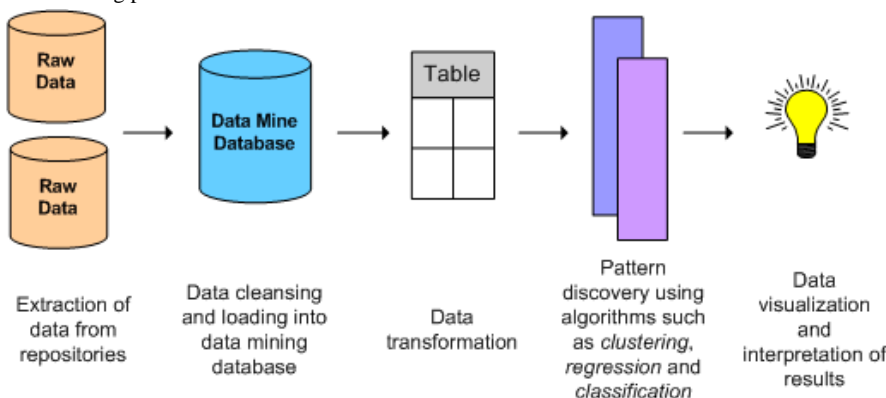 Raw
Data
Raw
Data
Data Mine
Database
Table
Extraction of
data from
repositories
Data cleansing
and loading into
data mining
database
Data
transformation
Pattern
discovery using
algorithms such
as clustering,
regression and
classification
Data
visualization
and
interpretation of
results